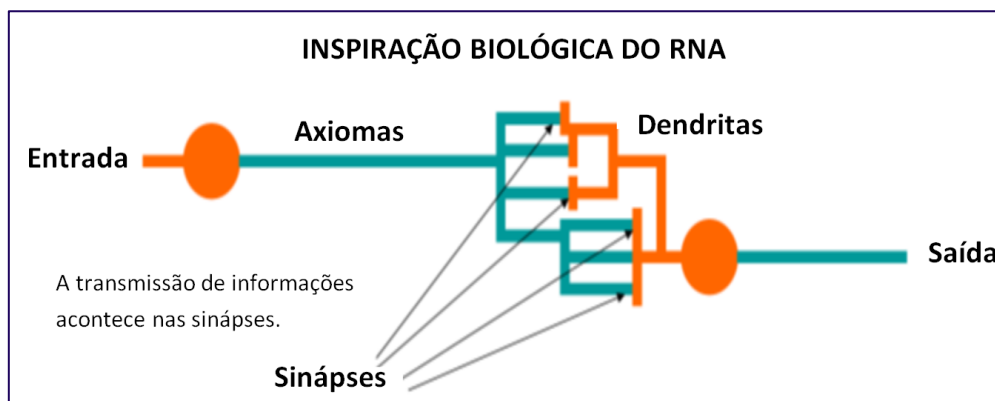 INSPIRAÇÃO BIOLÓGICA DO RNA
Axiomas
Dendritas
Entrada
Saída
A transmissão de informações
acontece nas sinápses.
Sinápses